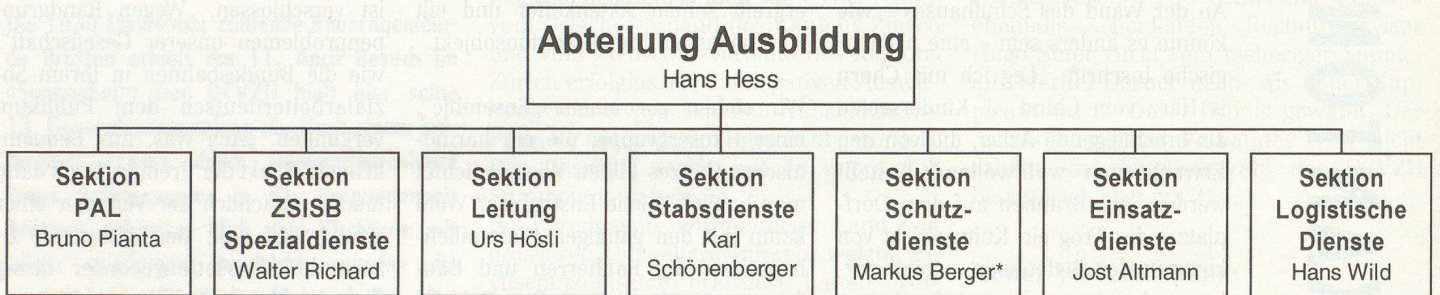 Abteilung Ausbildung
Hans Hess
Sektion
PAL
Bruno Pianta
Sektion
ZSISB
Spezialdienste
Walter Richard
Sektion
Leitung
Urs Hösli
Sektion
Stabsdienste
Karl
Schönenberger
Sektion
Schutz-
dienste
Markus Berger*
Sektion
Einsatz-
dienste
Jost Altmann
Sektion
Logistische
Dienste
Hans Wild